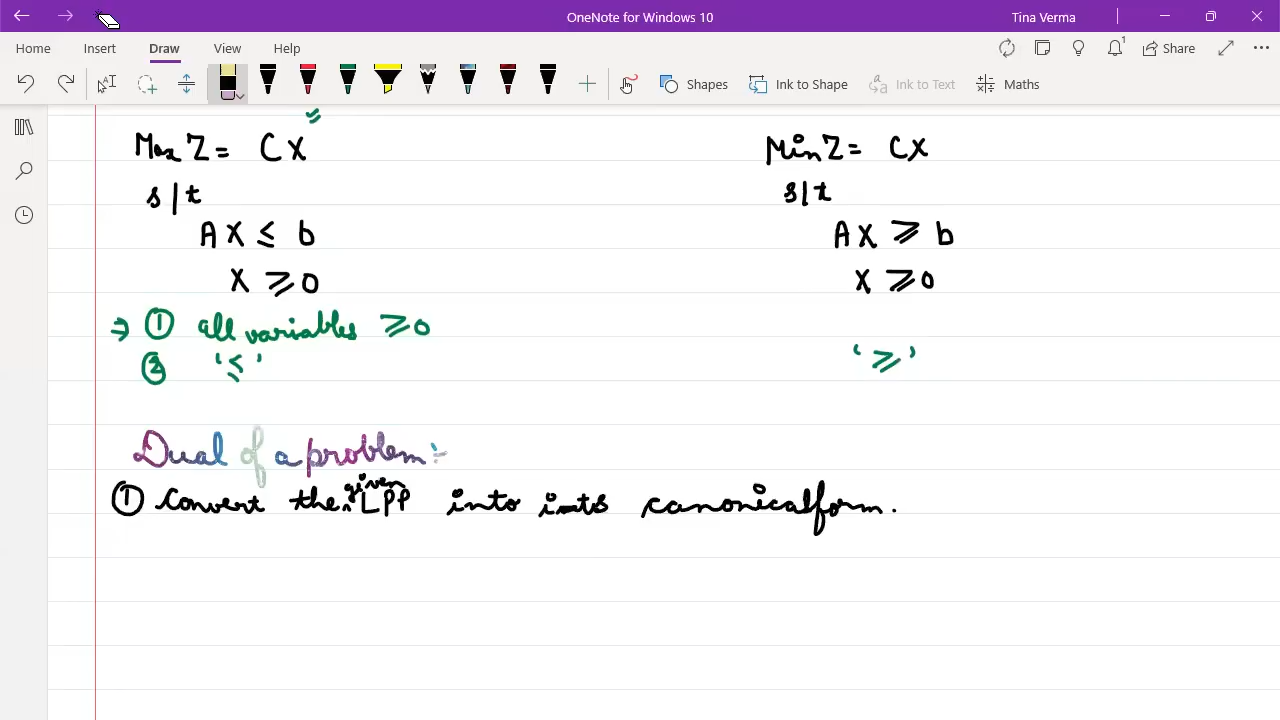 OneNote for Windows 10
Tina Verma
Home Insert Draw View Help
Share
Shapes Ink to Shape Ink to Text Maths
Max Z = CX
s|t
AX ≤ b
X ≥ 0
⇒ ① all variables ≥ 0
② '≤'
Min Z = CX
s|t
AX ≥ b
X ≥ 0
'≥'
Dual of a problem :-
① Convert the given LPP into its canonical form.